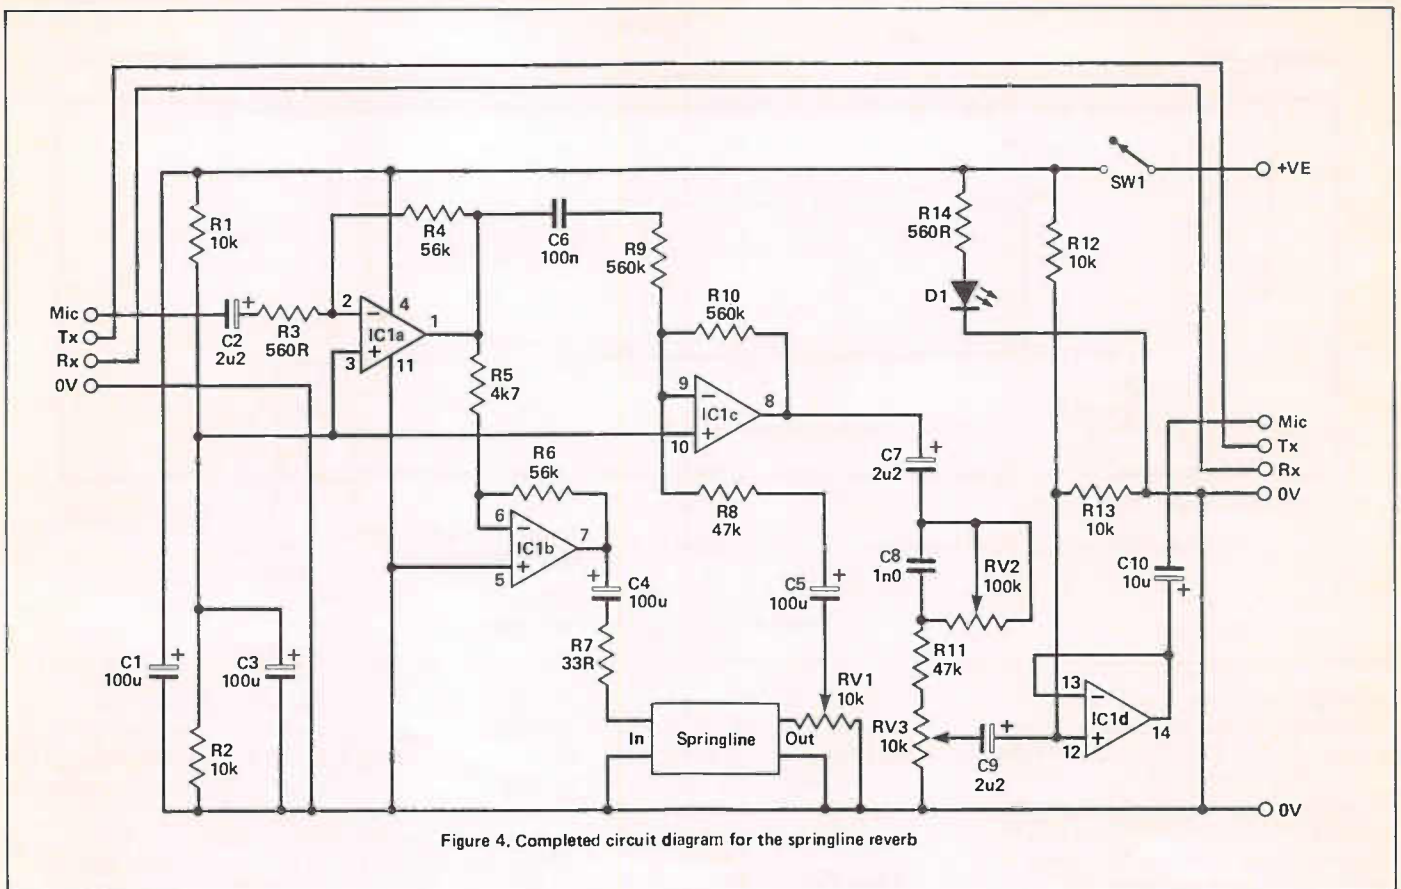 +VE
SW1
R1
10k
R4
56k
C6
100n
R9
560k
R14
560R
R12
10k
Mic
Tx
Rx
0V
C2
2u2
+
R3
560R
2
−
4
IC1a
1
+
3
11
R10
560k
D1
R5
4k7
9
−
8
IC1c
+
10
Mic
Tx
Rx
0V
R6
56k
C7
2u2
+
R8
47k
R13
10k
6
−
7
IC1b
+
5
C4
100u
+
C5
100u
+
C8
1n0
RV2
100k
C10
10u
+
C1
100u
+
C3
100u
+
R7
33R
RV1
10k
R11
47k
13
−
IC1d
+
12
14
R2
10k
In
Springline
Out
RV3
10k
C9
2u2
+
0V
Figure 4. Completed circuit diagram for the springline reverb